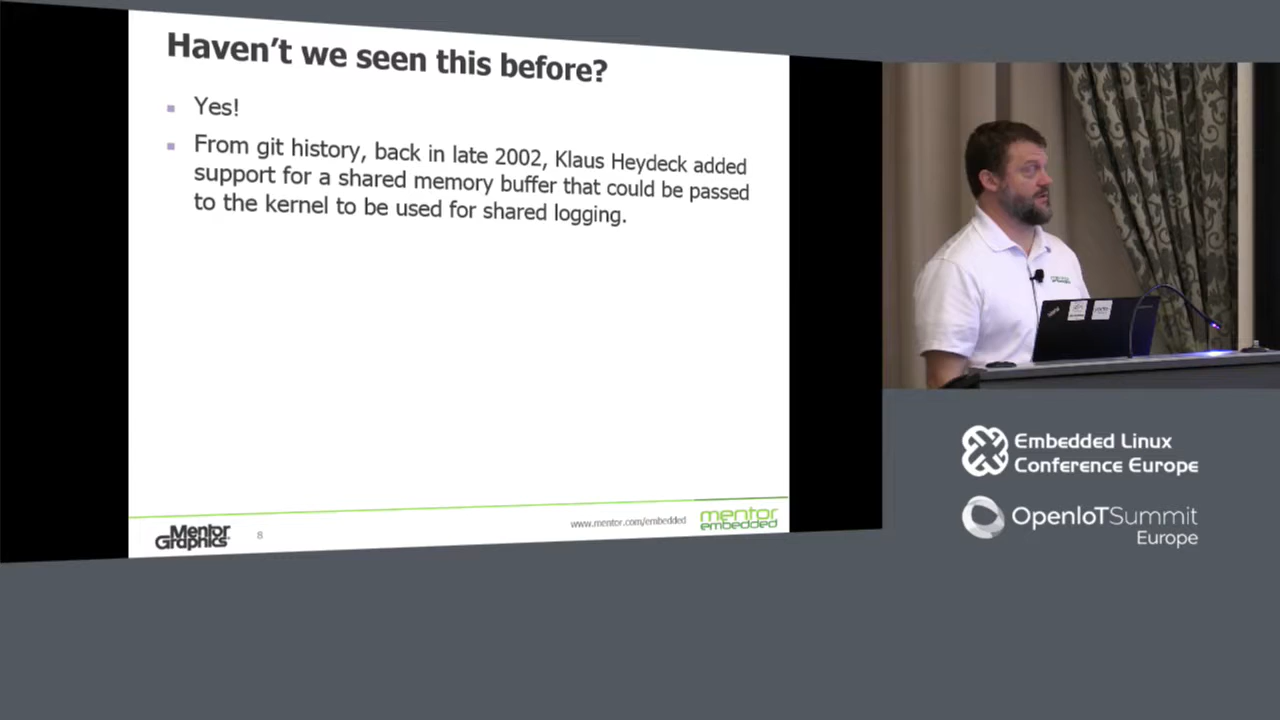 Haven't we seen this before?
Yes!
From git history, back in late 2002, Klaus Heydeck added
support for a shared memory buffer that could be passed
to the kernel to be used for shared logging.
Mentor
Graphics
8
www.mentor.com/embedded
mentor
embedded
Embedded Linux
Conference Europe
OpenIoTSummit
Europe